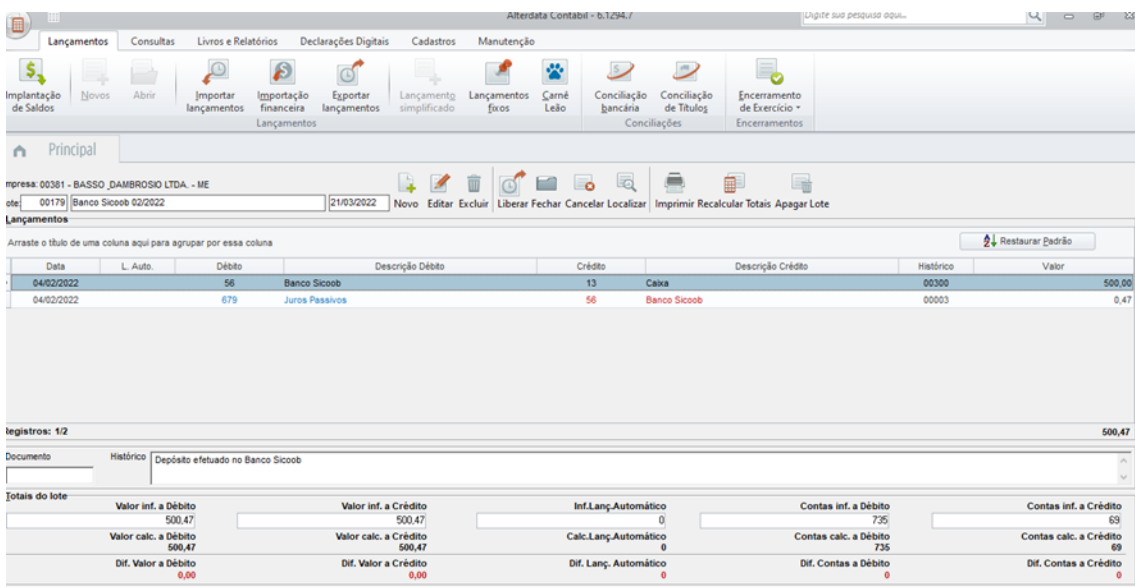 Alterdata Contábil - 6.1294.7
Digite sua pesquisa aqui...
Lançamentos Consultas Livros e Relatórios Declarações Digitais Cadastros Manutenção
Implantação de Saldos
Novos
Abrir
Importar lançamentos
Importação financeira
Exportar lançamentos
Lançamento simplificado
Lançamentos fixos
Carnê Leão
Conciliação bancária
Conciliação de Títulos
Encerramento de Exercício
Lançamentos Conciliações Encerramentos
Principal
mpresa: 00381 - BASSO ,DAMBROSIO LTDA. - ME
ote: 00179 Banco Sicoob 02/2022 21/03/2022 Novo Editar Excluir Liberar Fechar Cancelar Localizar Imprimir Recalcular Totais Apagar Lote
Lançamentos
Arraste o título de uma coluna aqui para agrupar por essa coluna Restaurar Padrão
Data L. Auto. Débito Descrição Débito Crédito Descrição Crédito Histórico Valor
04/02/2022 56 Banco Sicoob 13 Caixa 00300 500,00
04/02/2022 679 Juros Passivos 56 Banco Sicoob 00003 0,47
Registros: 1/2 500,47
Documento Histórico Depósito efetuado no Banco Sicoob
Totais do lote
Valor inf. a Débito Valor inf. a Crédito Inf.Lanç.Automático Contas inf. a Débito Contas inf. a Crédito
500,47 500,47 0 735 69
Valor calc. a Débito Valor calc. a Crédito Calc.Lanç.Automático Contas calc. a Débito Contas calc. a Crédito
500,47 500,47 0 735 69
Dif. Valor a Débito Dif. Valor a Crédito Dif. Lanç. Automático Dif. Contas a Débito Dif. Contas a Crédito
0,00 0,00 0 0 0